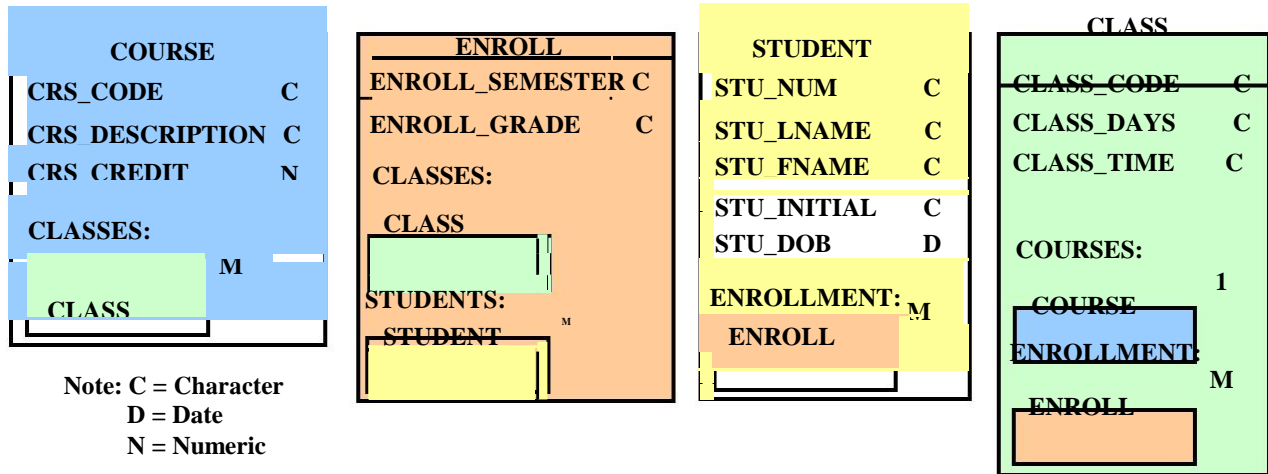 COURSE
CRS_CODE C
CRS_DESCRIPTION C
CRS_CREDIT N
CLASSES:
M
CLASS
Note: C = Character
D = Date
N = Numeric
ENROLL
ENROLL_SEMESTER C
ENROLL_GRADE C
CLASSES:
CLASS
STUDENTS:
M
STUDENT
STUDENT
STU_NUM C
STU_LNAME C
STU_FNAME C
STU_INITIAL C
STU_DOB D
ENROLLMENT:
M
ENROLL
CLASS
CLASS_CODE C
CLASS_DAYS C
CLASS_TIME C
COURSES:
1
COURSE
ENROLLMENT:
M
ENROLL